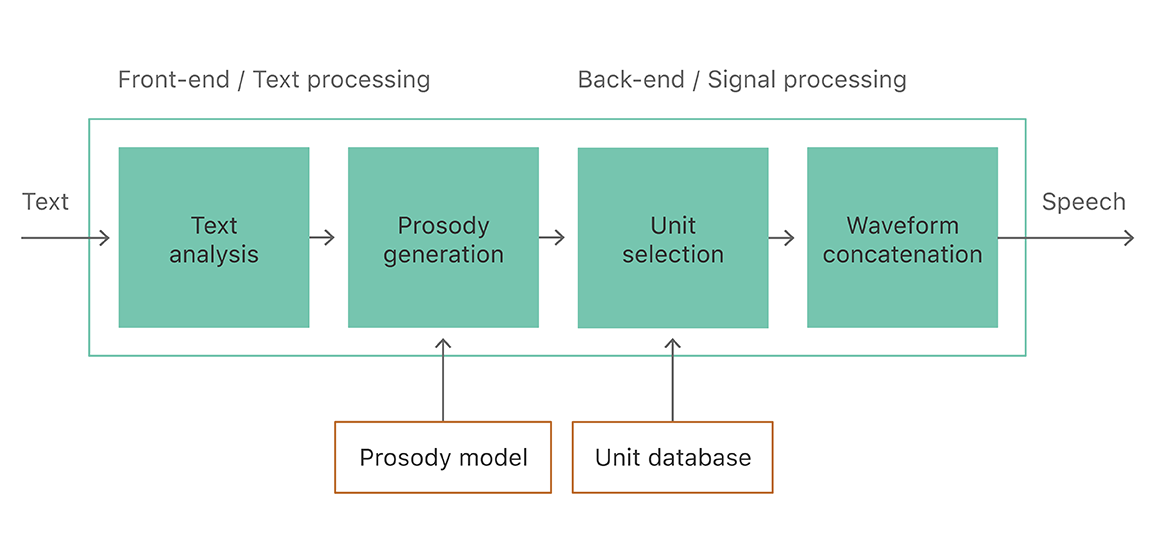 Front-end / Text processing
Back-end / Signal processing
Text
Text
analysis
Prosody
generation
Unit
selection
Waveform
concatenation
Speech
Prosody model
Unit database